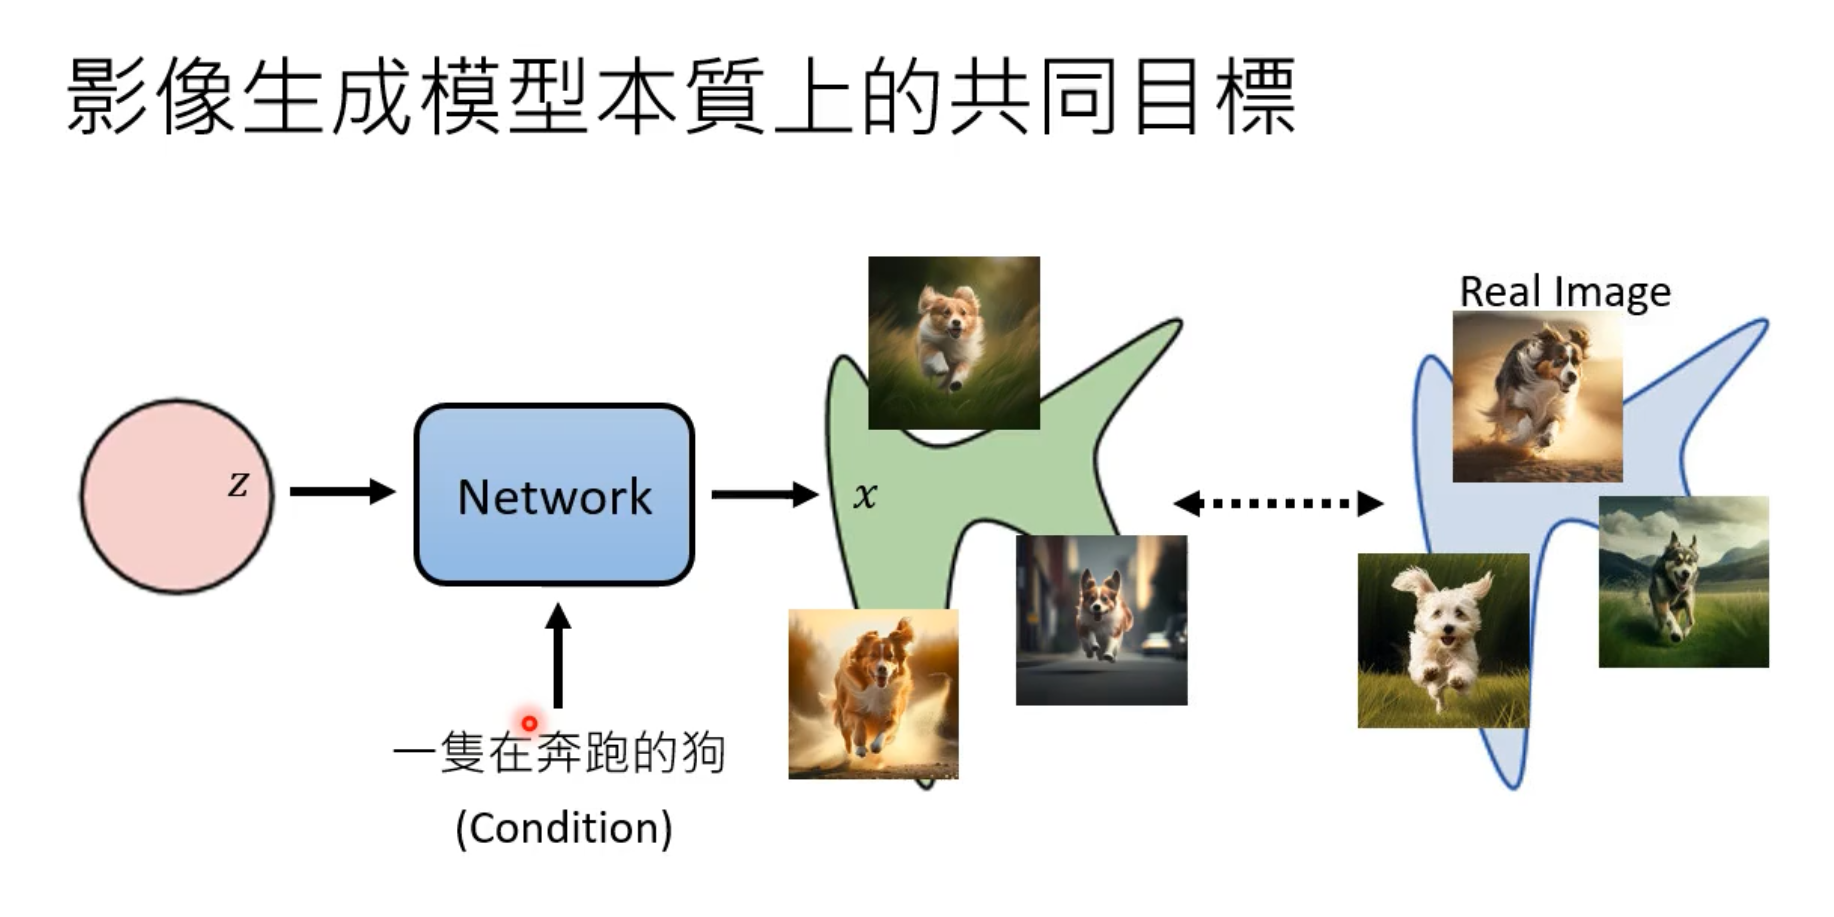 影像生成模型本質上的共同目標
Real Image
z
Network
x
一隻在奔跑的狗
(Condition)